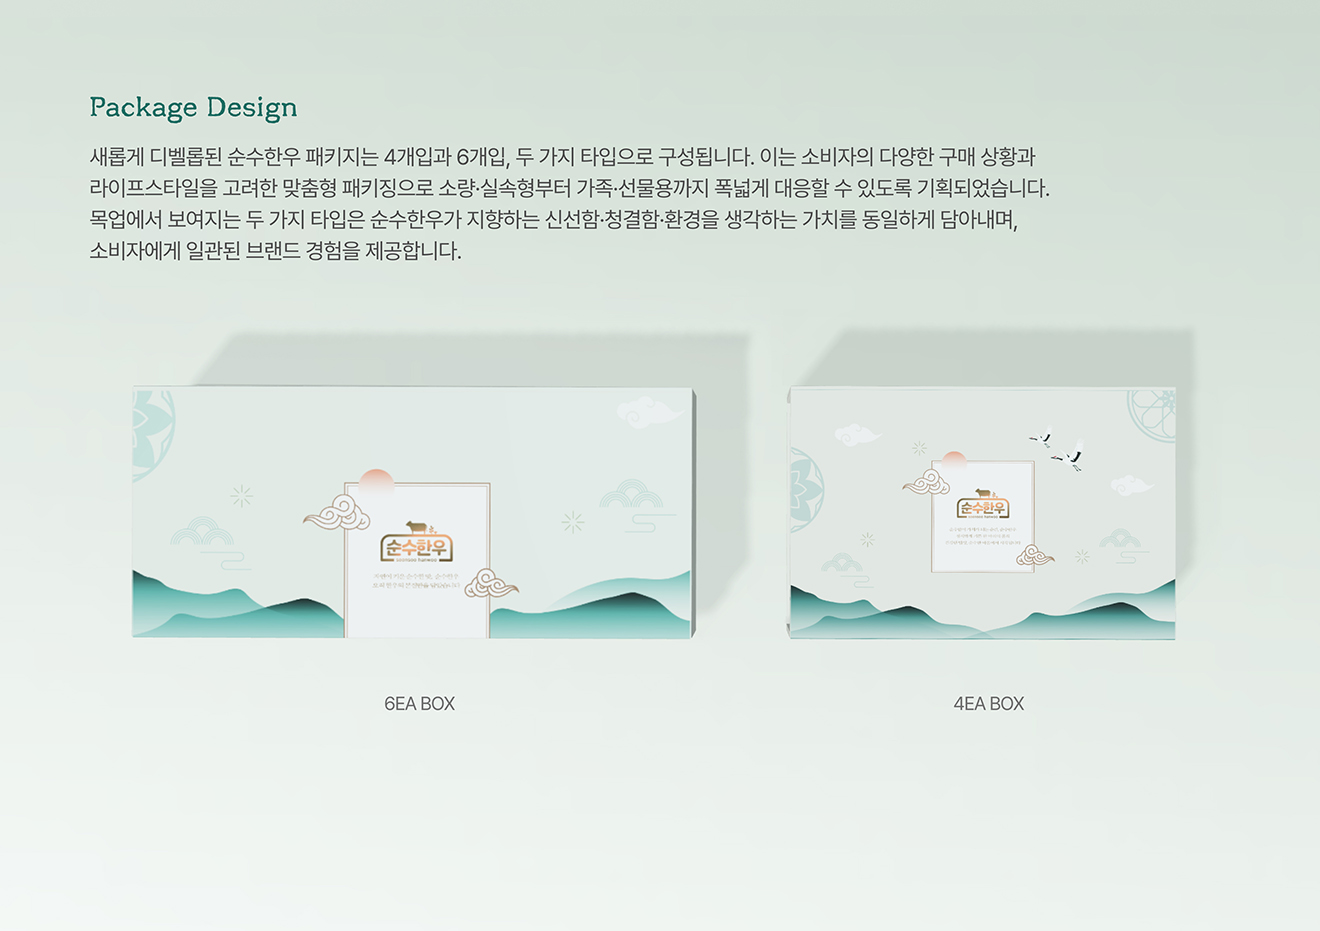 Package Design
새롭게 디벨롭된 순수한우 패키지는 4개입과 6개입, 두 가지 타입으로 구성됩니다. 이는 소비자의 다양한 구매 상황과
라이프스타일을 고려한 맞춤형 패키징으로 소량·실속형부터 가족·선물용까지 폭넓게 대응할 수 있도록 기획되었습니다.
목업에서 보여지는 두 가지 타입은 순수한우가 지향하는 신선함·청결함·환경을 생각하는 가치를 동일하게 담아내며,
소비자에게 일관된 브랜드 경험을 제공합니다.
순수한우
순수한우
6EA BOX
4EA BOX